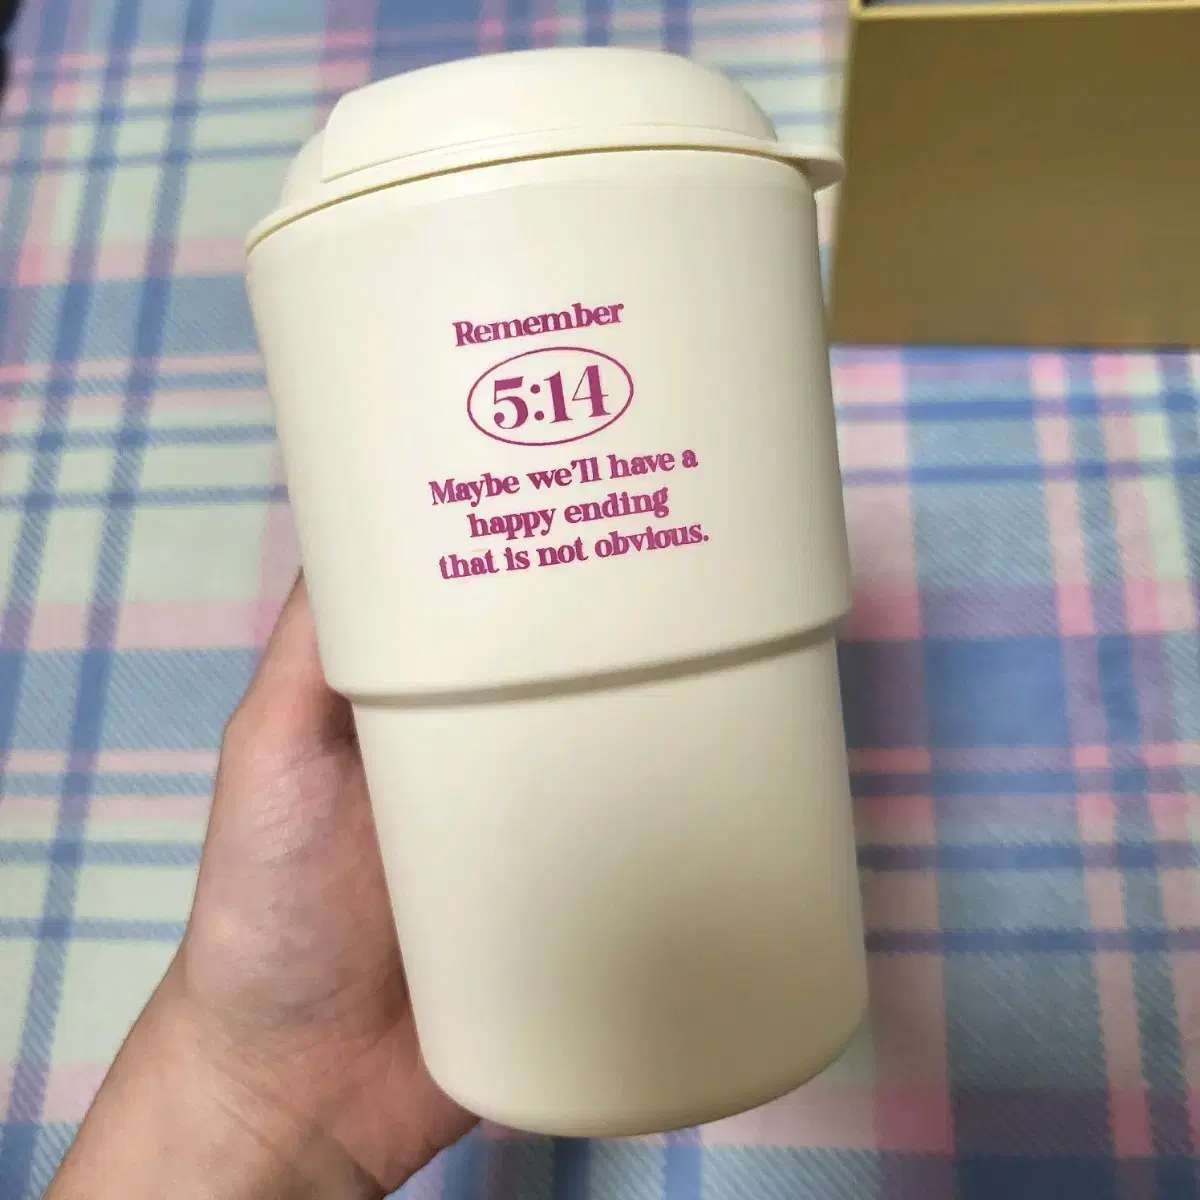 Remember
5:14
Maybe we'll have a
happy ending
that is not obvious.